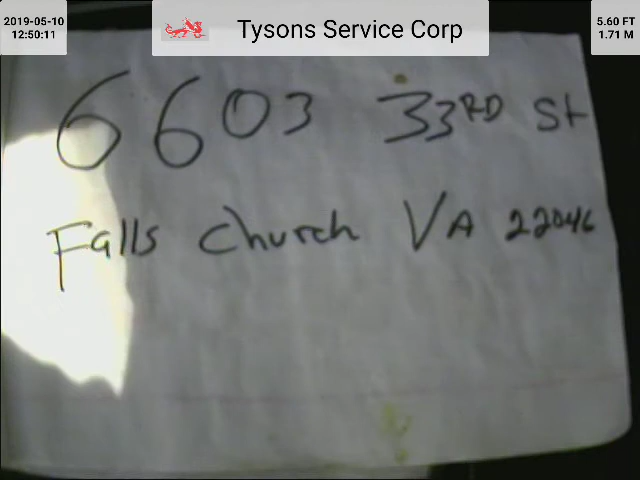 2019-05-10
12:50:11
Tysons Service Corp
5.60 FT
1.71 M
6603 33RD St
Falls Church VA 22046